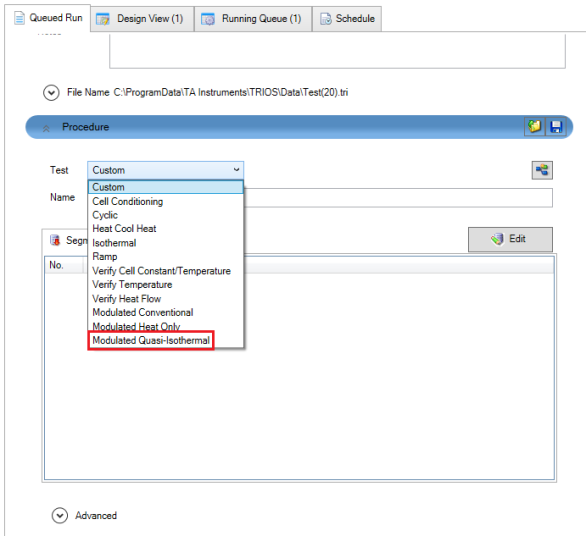 Queued Run Design View (1) Running Queue (1) Schedule
Notes
File Name C:\ProgramData\TA Instruments\TRIOS\Data\Test(20).tri
Procedure
Test Custom
Custom
Name
Cell Conditioning
Cyclic
Heat Cool Heat
Segm Isothermal Edit
Ramp
No.
Verify Cell Constant/Temperature
Verify Temperature
Verify Heat Flow
Modulated Conventional
Modulated Heat Only
Modulated Quasi-Isothermal
Advanced